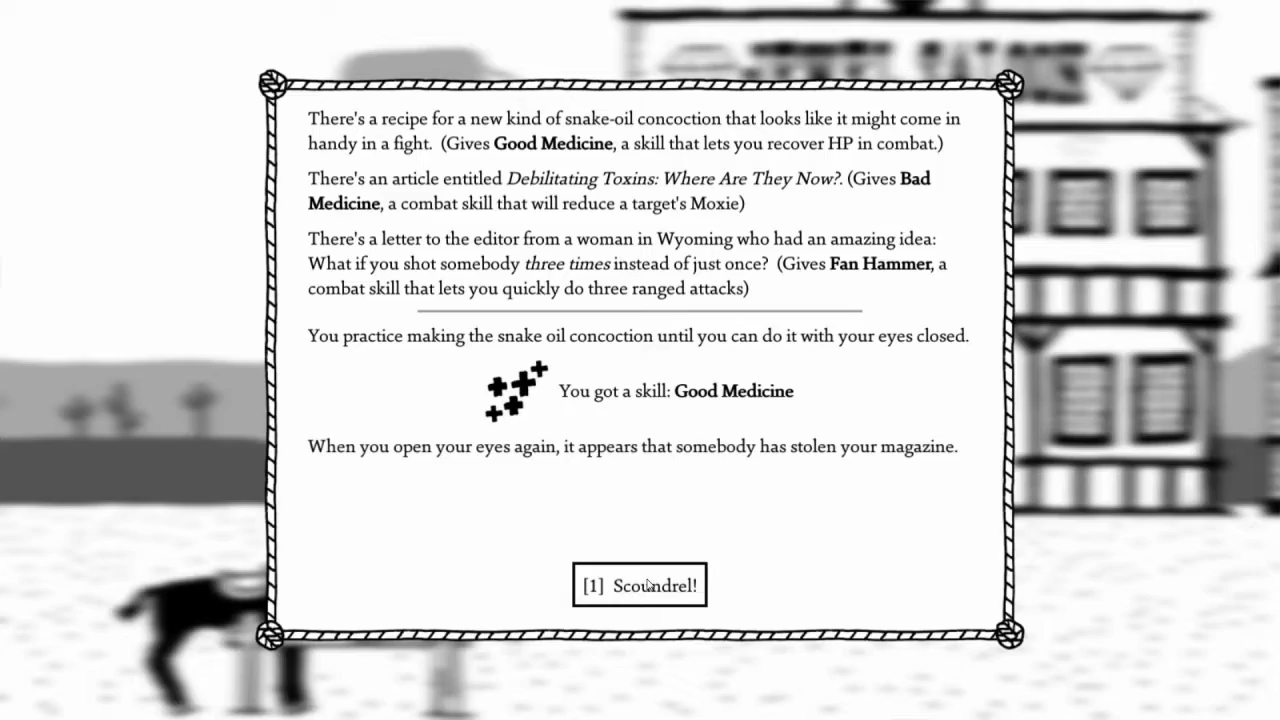 There's a recipe for a new kind of snake-oil concoction that looks like it might come in
handy in a fight.  (Gives Good Medicine, a skill that lets you recover HP in combat.)
There's an article entitled Debilitating Toxins: Where Are They Now?. (Gives Bad
Medicine, a combat skill that will reduce a target's Moxie)
There's a letter to the editor from a woman in Wyoming who had an amazing idea:
What if you shot somebody three times instead of just once?  (Gives Fan Hammer, a
combat skill that lets you quickly do three ranged attacks)
You practice making the snake oil concoction until you can do it with your eyes closed.
You got a skill: Good Medicine
When you open your eyes again, it appears that somebody has stolen your magazine.
[1]  Scoundrel!